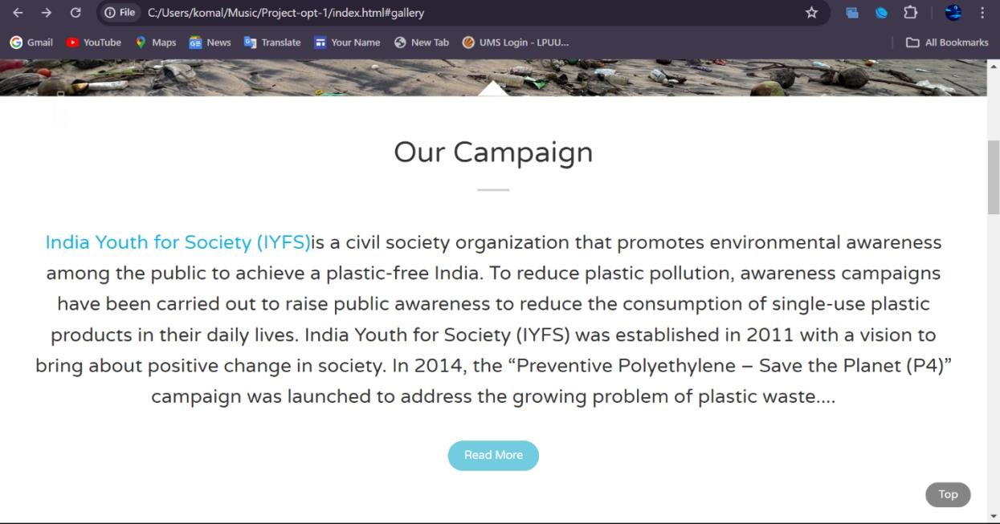 File
C:/Users/komal/Music/Project-opt-1/index.html#gallery
Gmail YouTube Maps News Translate Your Name New Tab UMS Login - LPUU... All Bookmarks
Our Campaign
India Youth for Society (IYFS)is a civil society organization that promotes environmental awareness
among the public to achieve a plastic-free India. To reduce plastic pollution, awareness campaigns
have been carried out to raise public awareness to reduce the consumption of single-use plastic
products in their daily lives. India Youth for Society (IYFS) was established in 2011 with a vision to
bring about positive change in society. In 2014, the “Preventive Polyethylene – Save the Planet (P4)”
campaign was launched to address the growing problem of plastic waste....
Read More
Top